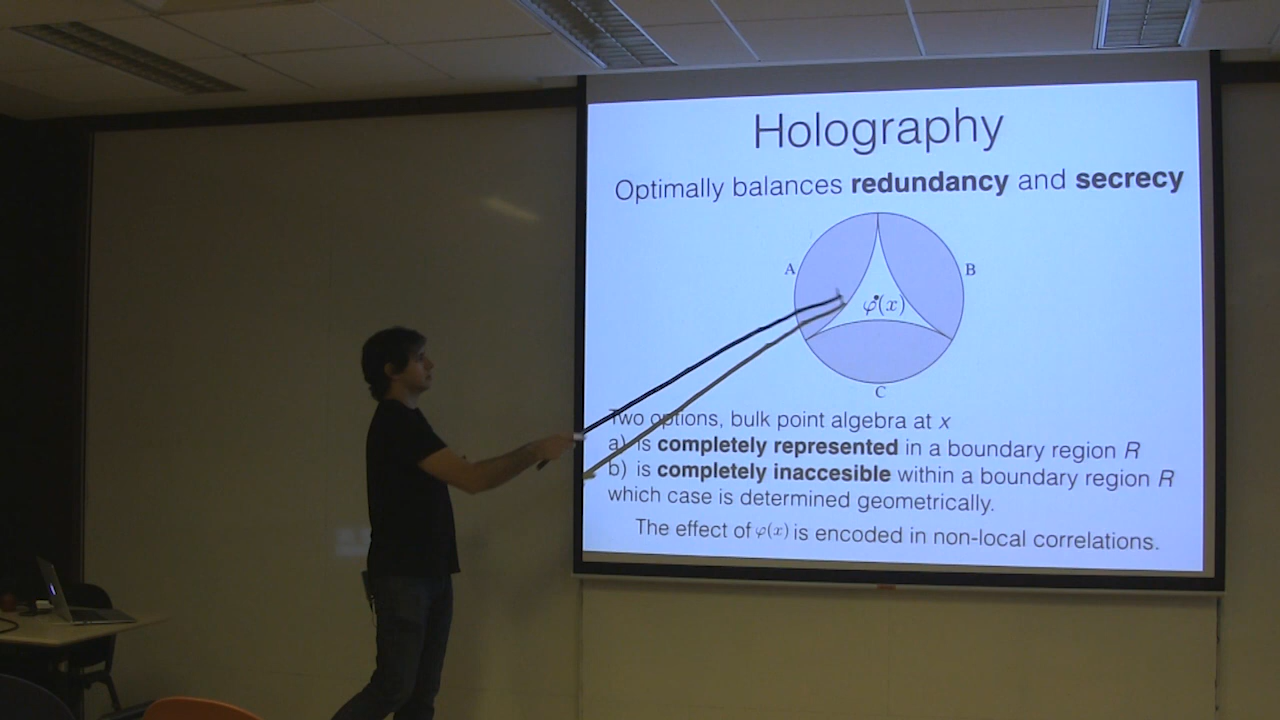 Holography
Optimally balances redundancy and secrecy
A
B
φ(x)
C
Two options, bulk point algebra at x
a) is completely represented in a boundary region R
b) is completely inaccesible within a boundary region R
which case is determined geometrically.
The effect of φ(x) is encoded in non-local correlations.